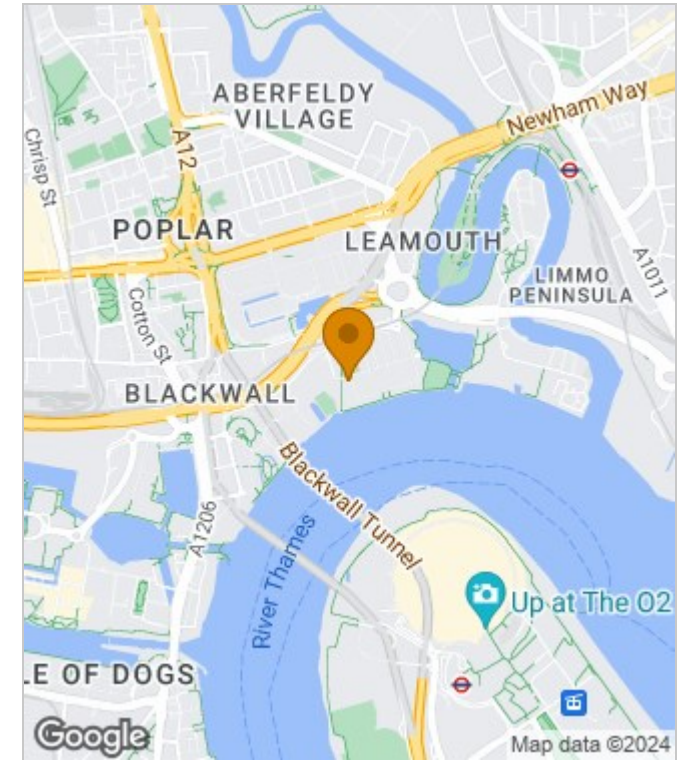 ABERFELDY
VILLAGE
Newham Way
Chrisp St
A12
POPLAR
LEAMOUTH
A1011
LIMMO
PENINSULA
Cotton St
BLACKWALL
Blackwall Tunnel
A1206
River Thames
Up at The O2
LE OF DOGS
Google
Map data ©2024